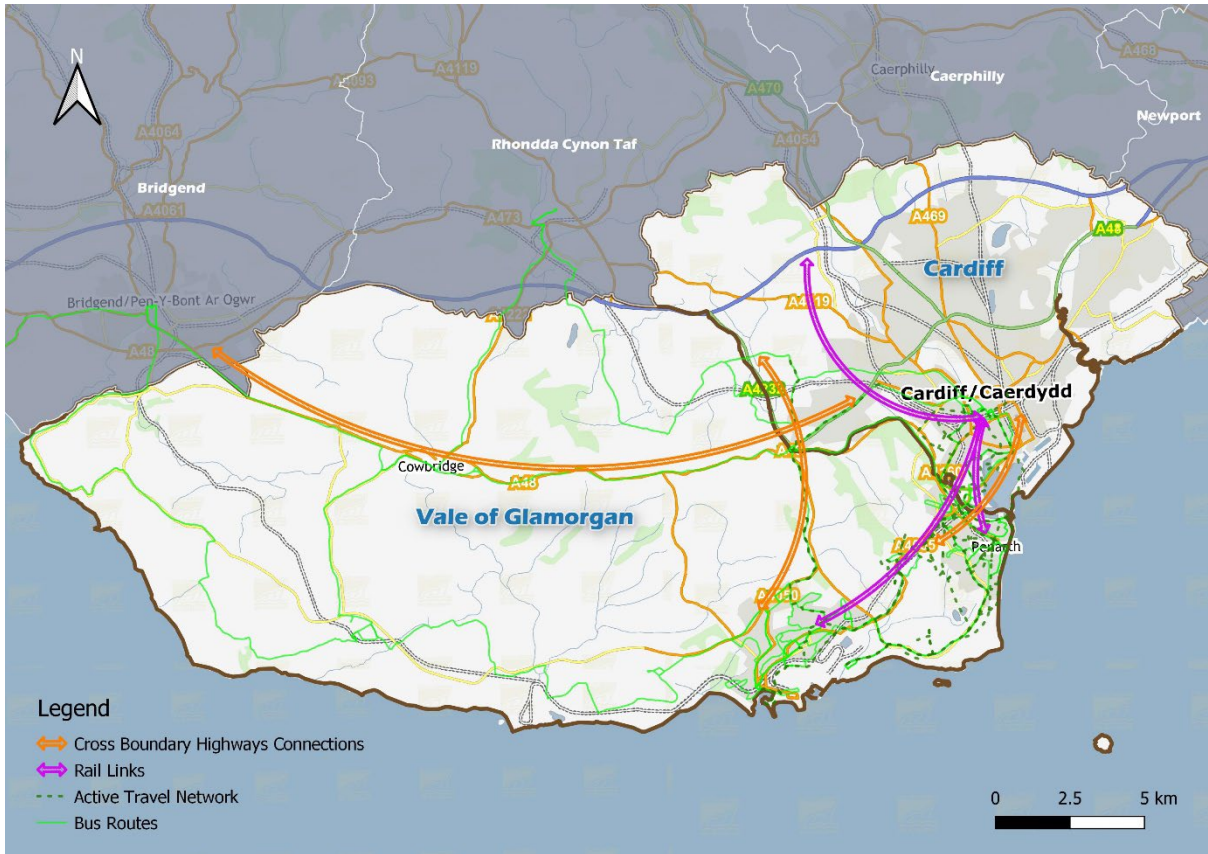 N
A4119
A468
Caerphilly
Caerphilly
A4093
A470
Newport
A4064
A4054
Rhondda Cynon Taf
Bridgend
A4061
A473
A469
A48
Cardiff
Bridgend/Pen-Y-Bont Ar Ogwr
A4119
A48
Cardiff/Caerdydd
Cowbridge
A48
Vale of Glamorgan
Penarth
Legend
Cross Boundary Highways Connections
Rail Links
Active Travel Network
Bus Routes
0 2.5 5 km